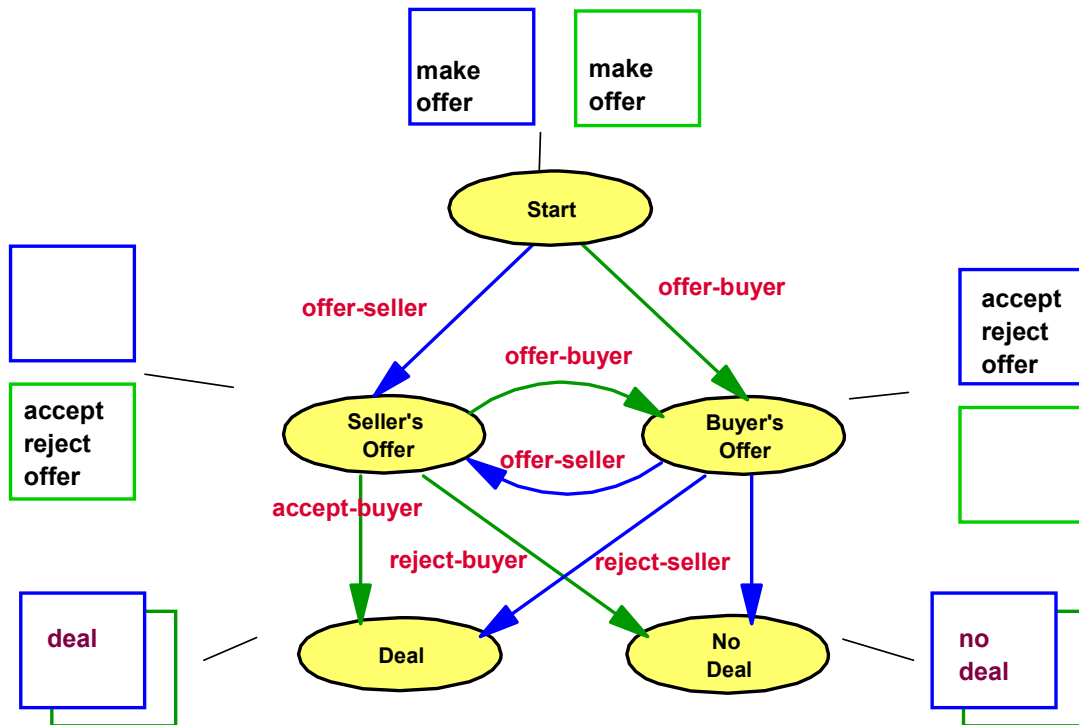 make
offer
make
offer
Start
offer-seller
offer-buyer
accept
reject
offer
offer-buyer
accept
reject
offer
Seller's
Offer
Buyer's
Offer
offer-seller
accept-buyer
reject-buyer
reject-seller
deal
Deal
No
Deal
no
deal